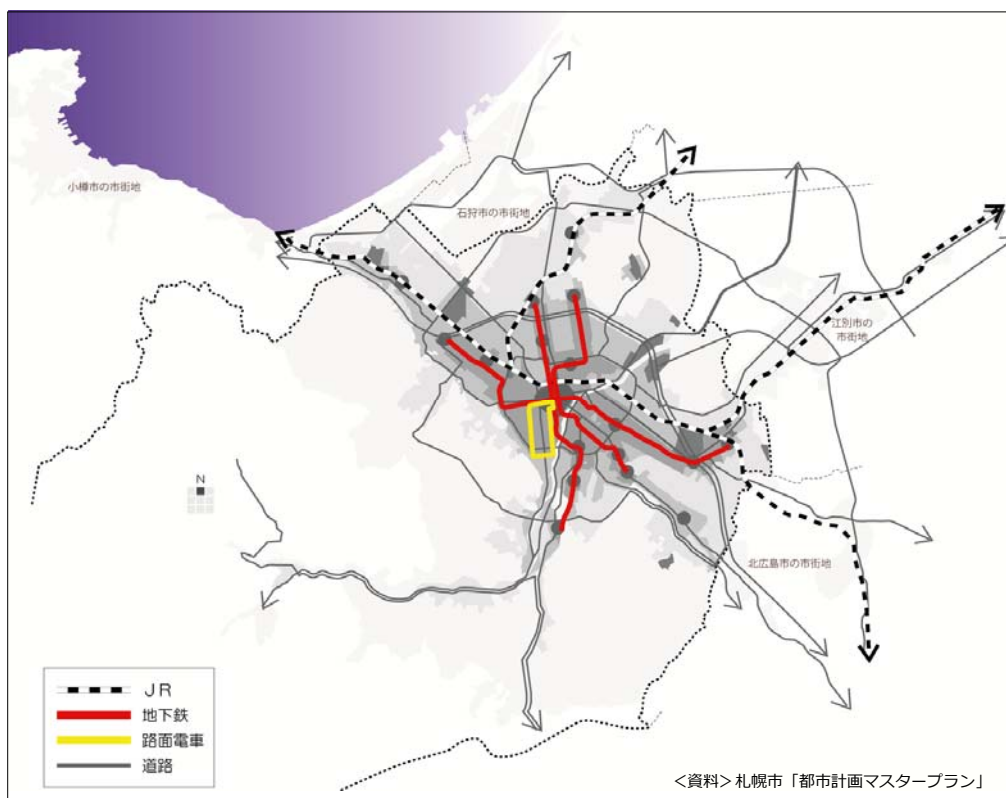 小樽市の市街地
石狩市の市街地
江別市の
市街地
N
北広島市の市街地
JR
地下鉄
路面電車
道路
<資料>札幌市「都市計画マスタープラン」